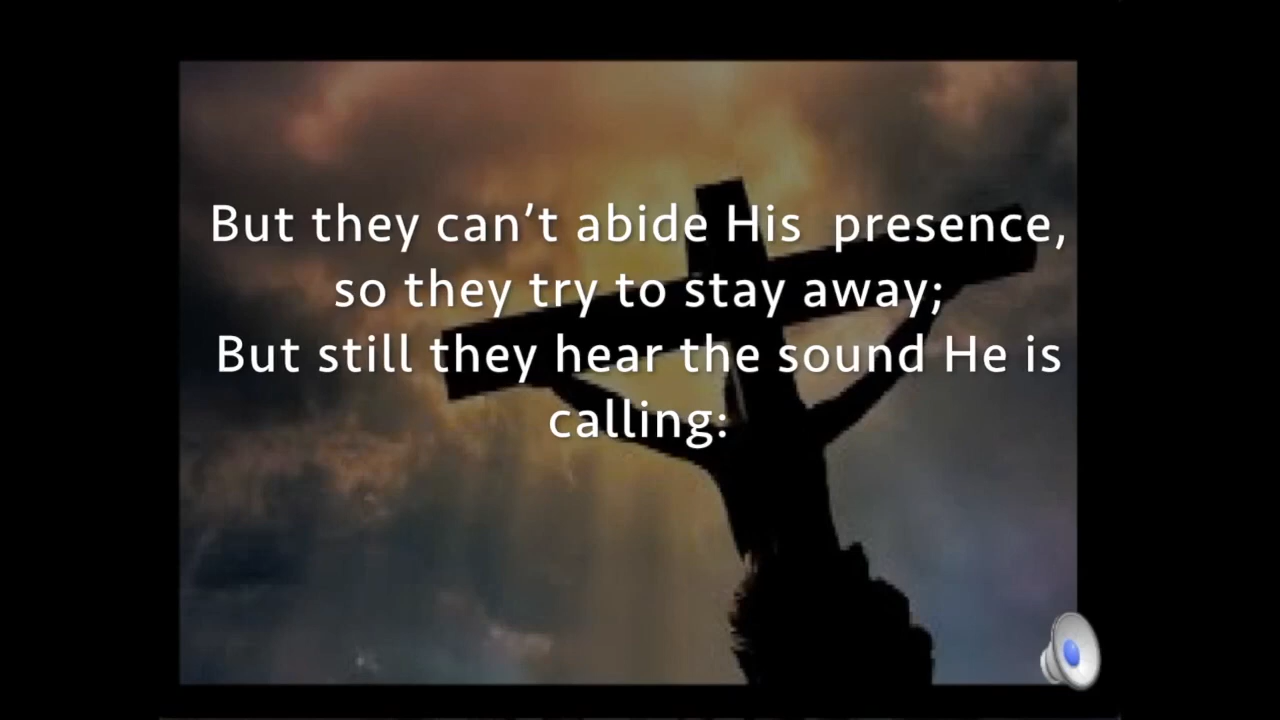 But they can’t abide His  presence,
so they try to stay away;
But still they hear the sound He is
calling: